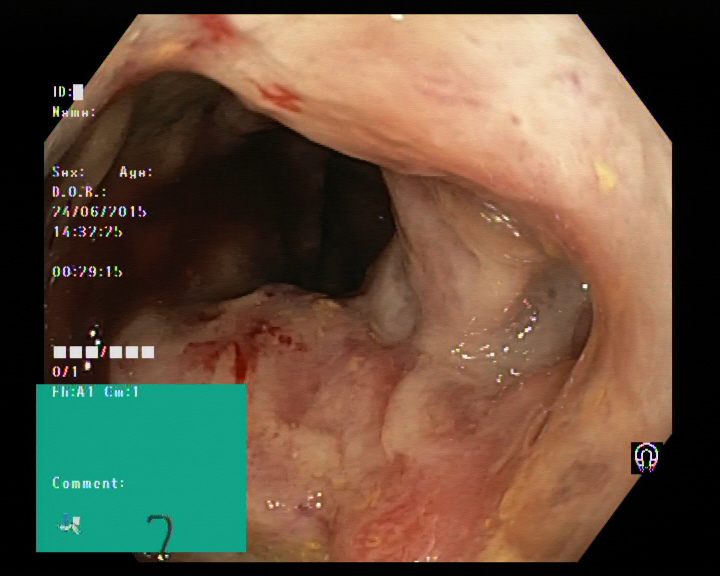 ID:
Name:
Sex: Age:
D.O.B.:
24/06/2015
14:32:25
00:29:15
/
0/1
Eh:A1 Cm:1
Comment: